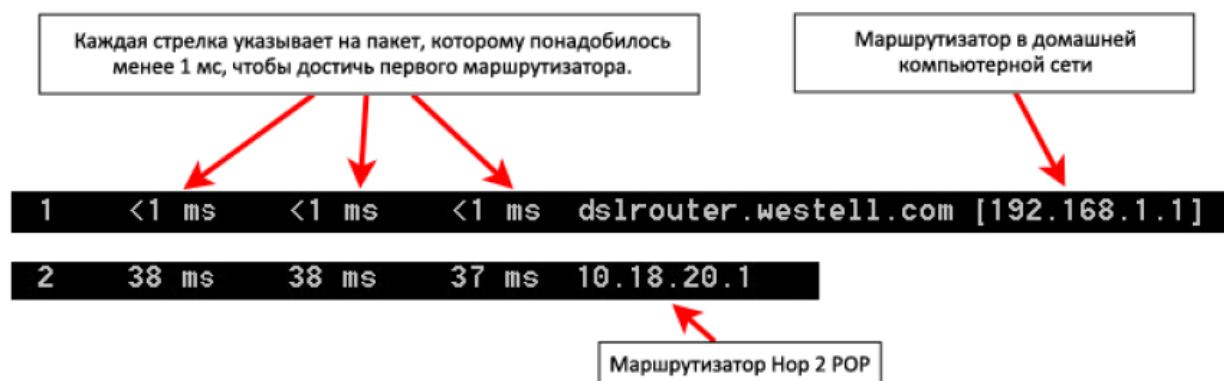 Каждая стрелка указывает на пакет, которому понадобилось
менее 1 мс, чтобы достичь первого маршрутизатора.
Маршрутизатор в домашней
компьютерной сети
1 <1 ms <1 ms <1 ms dslrouter.westell.com [192.168.1.1]
2 38 ms 38 ms 37 ms 10.18.20.1
Маршрутизатор Hop 2 POP